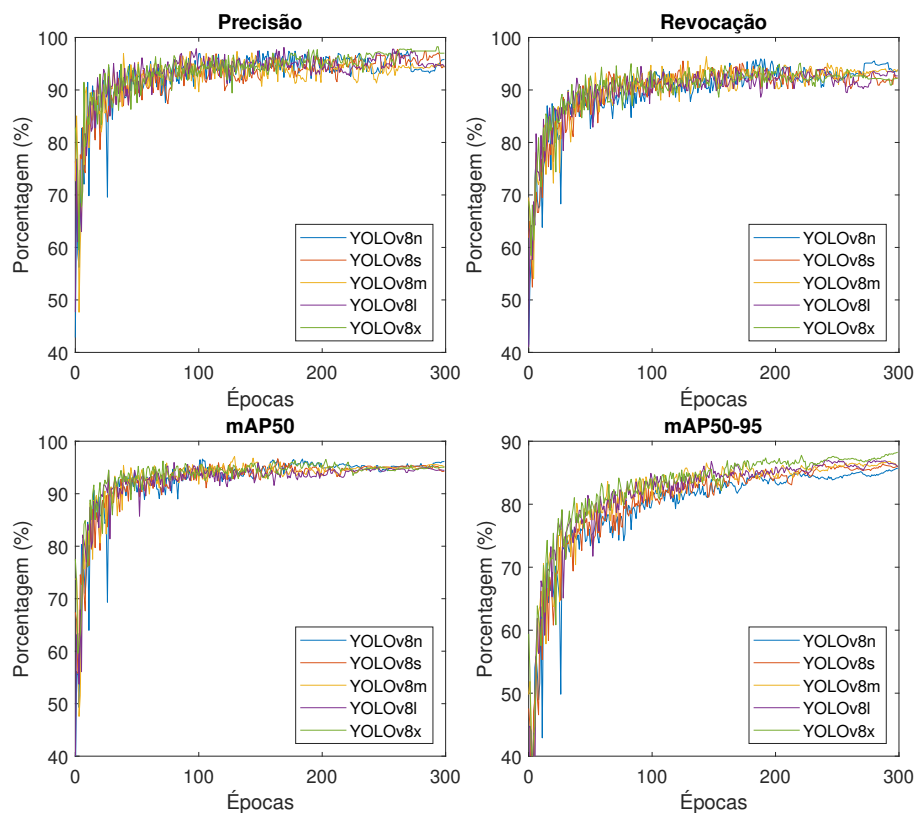 Precisão
100
90
80
70
60
50
40
Porcentagem (%)
0 100 200 300
Épocas
YOLOv8n
YOLOv8s
YOLOv8m
YOLOv8l
YOLOv8x
Revocação
100
90
80
70
60
50
40
Porcentagem (%)
0 100 200 300
Épocas
YOLOv8n
YOLOv8s
YOLOv8m
YOLOv8l
YOLOv8x
mAP50
100
90
80
70
60
50
40
Porcentagem (%)
0 100 200 300
Épocas
YOLOv8n
YOLOv8s
YOLOv8m
YOLOv8l
YOLOv8x
mAP50-95
90
80
70
60
50
40
Porcentagem (%)
0 100 200 300
Épocas
YOLOv8n
YOLOv8s
YOLOv8m
YOLOv8l
YOLOv8x